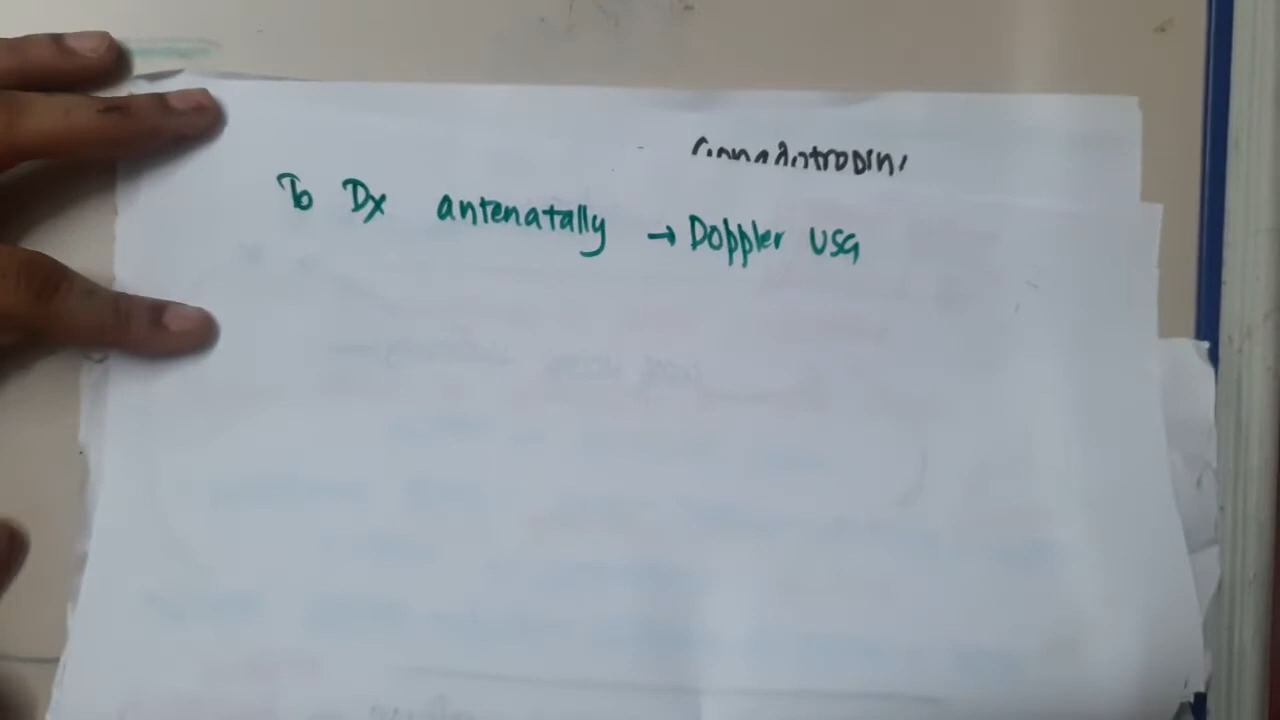 To Dx antenatally → Doppler USG